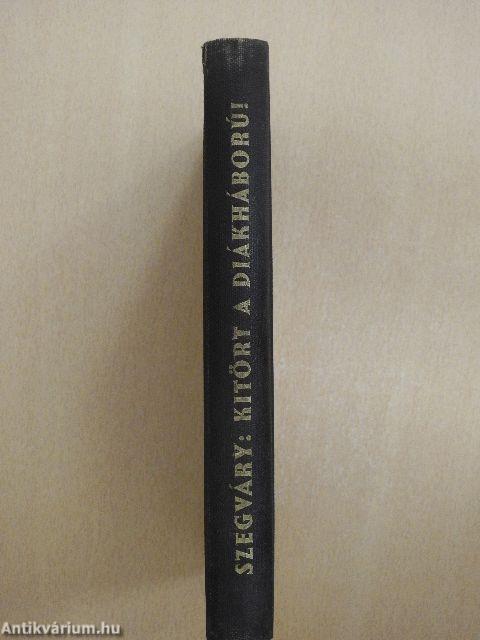 SZEGVÁRY: KITÖRT A DIÁKHÁBORÚ!
Antikvárium.hu